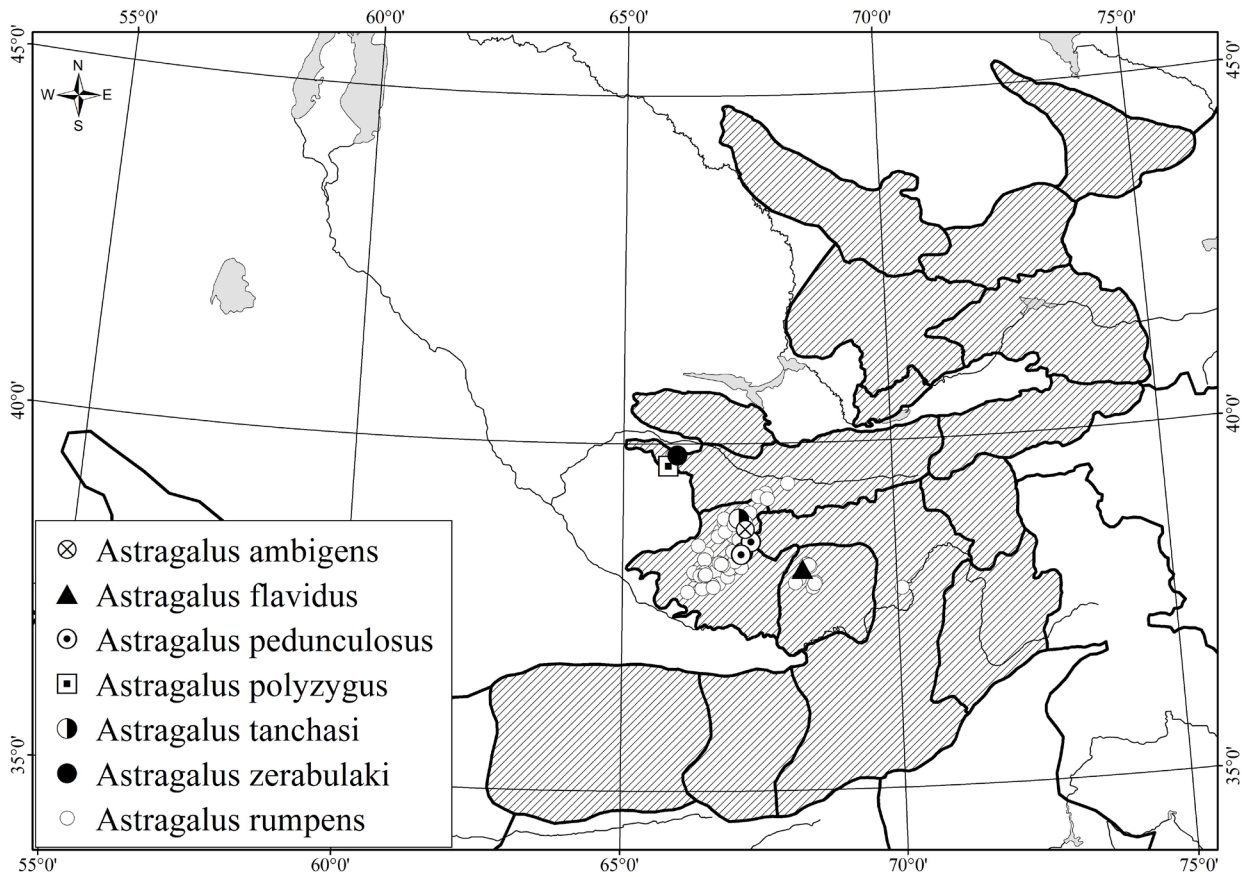 55°0' 60°0' 65°0' 70°0' 75°0'
45°0' 45°0'
N
W E
S
40°0' 40°0'
Astragalus ambigens
Astragalus flavidus
Astragalus pedunculosus
Astragalus polyzygus
Astragalus tanchasi
Astragalus zerabulaki
Astragalus rumpens
35°0' 35°0'
55°0' 60°0' 65°0' 70°0' 75°0'